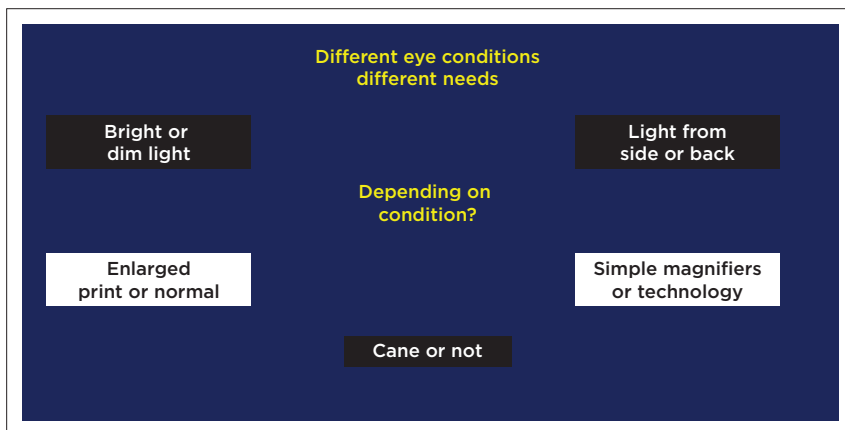 Different eye conditions
different needs
Bright or
dim light
Light from
side or back
Depending on
condition?
Enlarged
print or normal
Simple magnifiers
or technology
Cane or not